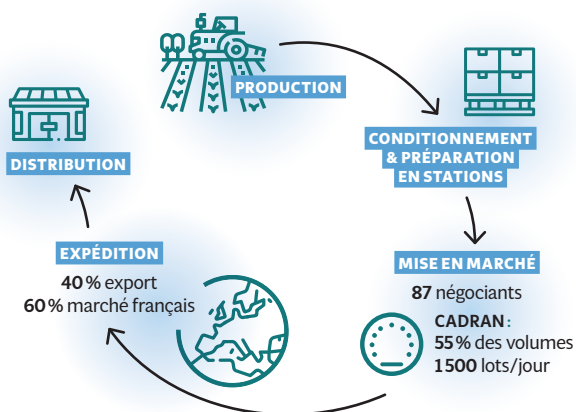 PRODUCTION
CONDITIONNEMENT
& PRÉPARATION
EN STATIONS
MISE EN MARCHÉ
87 négociants
CADRAN :
55 % des volumes
1500 lots/jour
EXPÉDITION
40 % export
60 % marché français
DISTRIBUTION